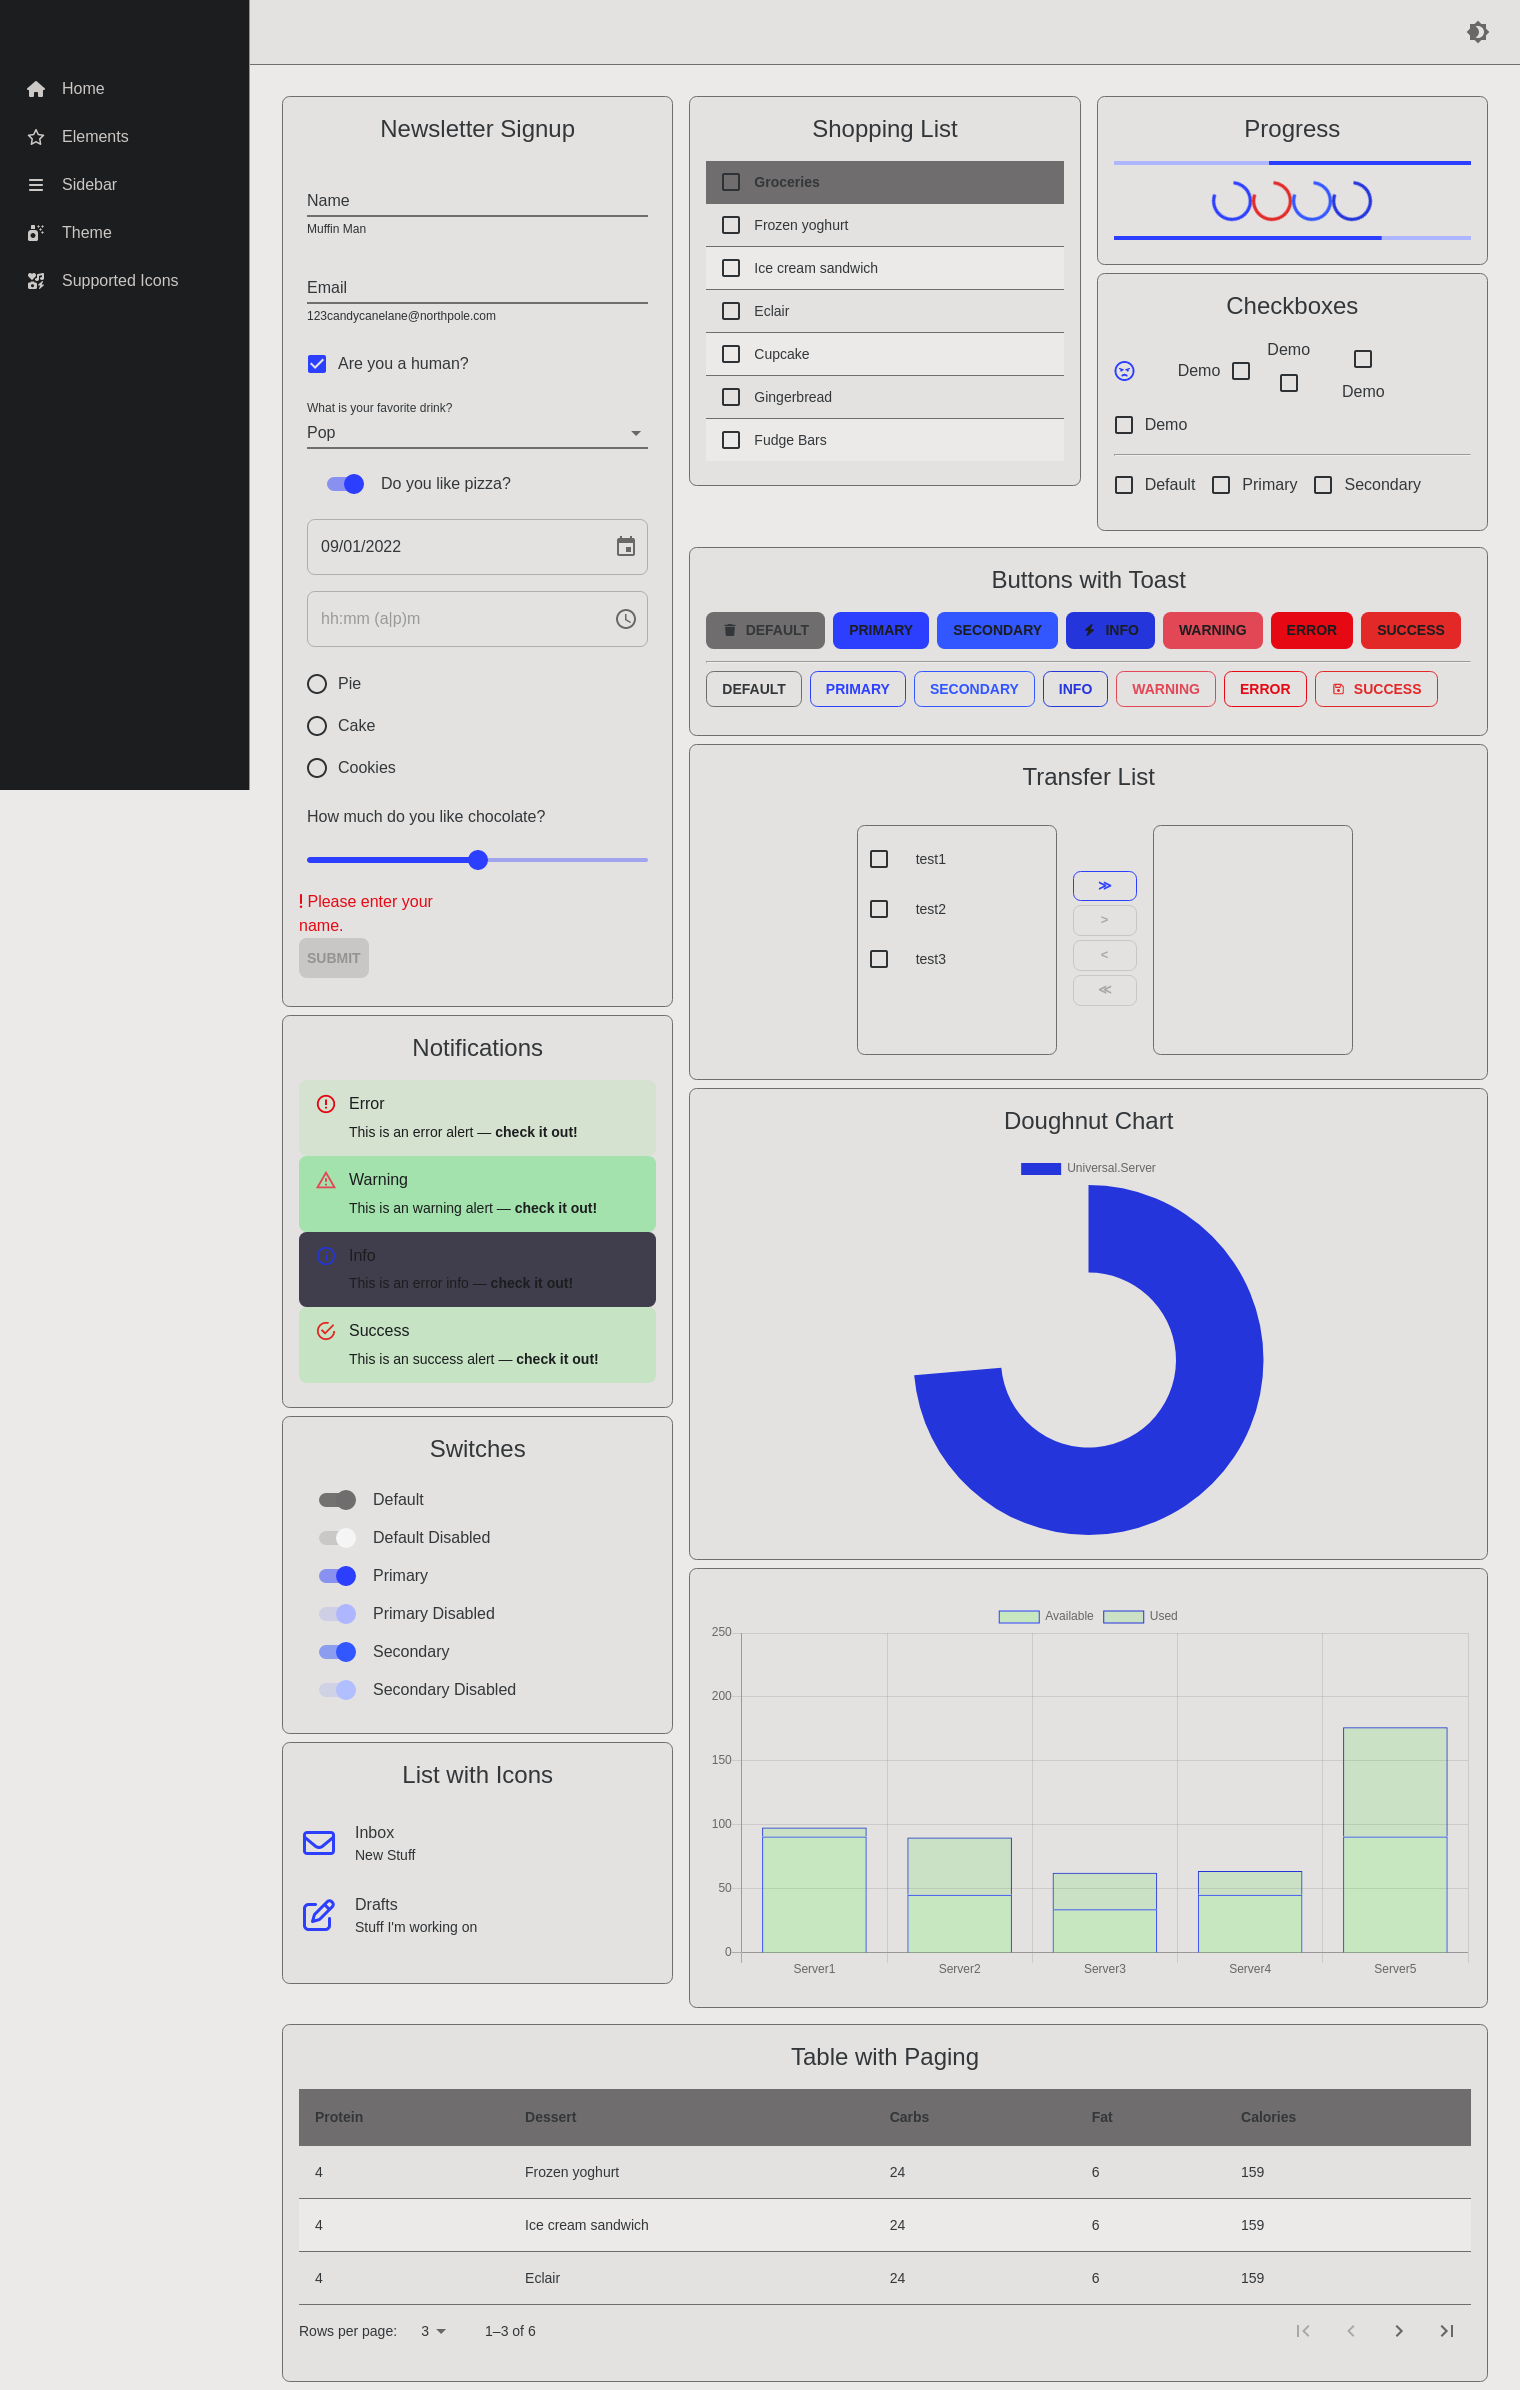 Home
Elements
Sidebar
Theme
Supported Icons
Newsletter Signup
Name
Muffin Man
Email
123candycanelane@northpole.com
Are you a human?
What is your favorite drink?
Pop
Do you like pizza?
09/01/2022
hh:mm (a|p)m
Pie
Cake
Cookies
How much do you like chocolate?
! Please enter your
name.
SUBMIT
Shopping List
Groceries
Frozen yoghurt
Ice cream sandwich
Eclair
Cupcake
Gingerbread
Fudge Bars
Progress
Checkboxes
Demo
Demo
Demo
Demo
Default Primary Secondary
Buttons with Toast
DEFAULT PRIMARY SECONDARY INFO WARNING ERROR SUCCESS
DEFAULT PRIMARY SECONDARY INFO WARNING ERROR SUCCESS
Transfer List
test1
test2
test3
≫
>
<
≪
Notifications
Error
This is an error alert — check it out!
Warning
This is an warning alert — check it out!
Info
This is an error info — check it out!
Success
This is an success alert — check it out!
Switches
Default
Default Disabled
Primary
Primary Disabled
Secondary
Secondary Disabled
List with Icons
Inbox
New Stuff
Drafts
Stuff I'm working on
Doughnut Chart
Universal.Server
Available Used
250
200
150
100
50
0
Server1 Server2 Server3 Server4 Server5
Table with Paging
Protein Dessert Carbs Fat Calories
4 Frozen yoghurt 24 6 159
4 Ice cream sandwich 24 6 159
4 Eclair 24 6 159
Rows per page: 3 1–3 of 6